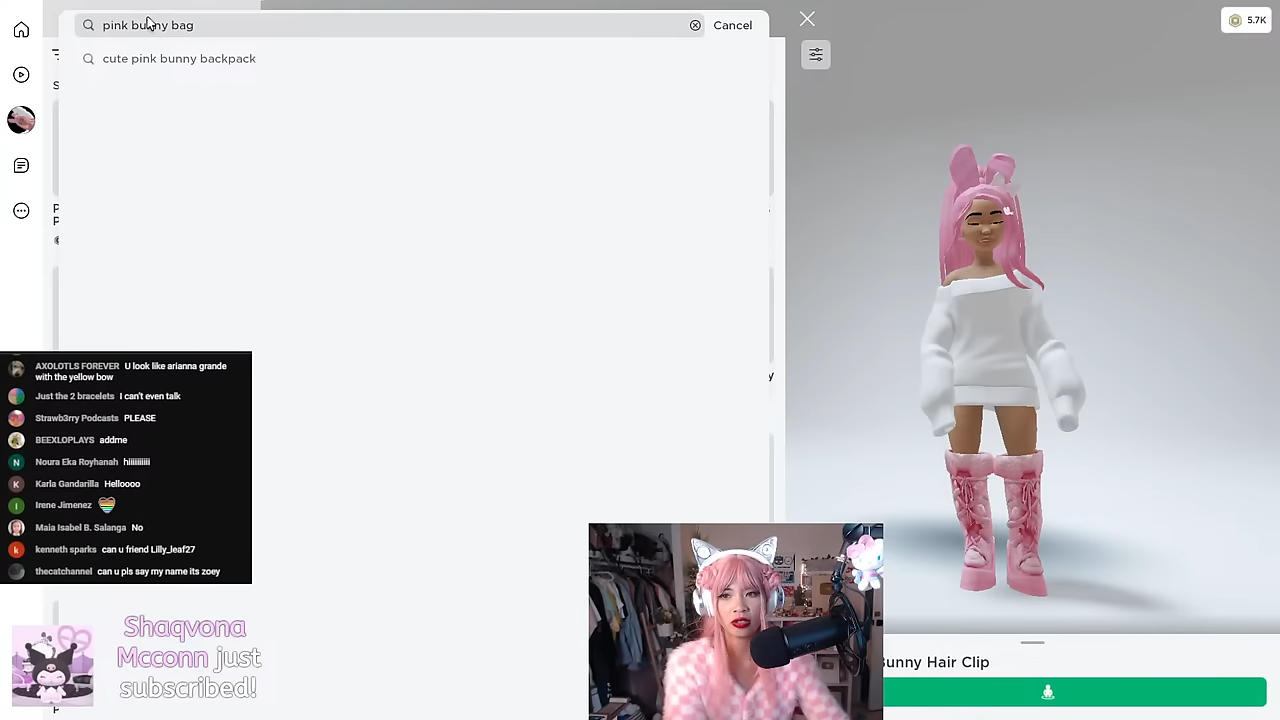 pink bunny bag
Cancel
cute pink bunny backpack
5.7K
AXOLOTLS FOREVER U look like arianna grande
with the yellow bow
Just the 2 bracelets I can't even talk
Strawb3rry Podcasts PLEASE
BEEXLOPLAYS addme
Noura Eka Royhanah hiiiiiiiiii
Karla Gandarilla Helloooo
Irene Jimenez
Maia Isabel B. Salanga No
kenneth sparks can u friend Lilly_leaf27
thecatchannel can u pls say my name its zoey
Shaqvona
Mcconn just
subscribed!
Bunny Hair Clip